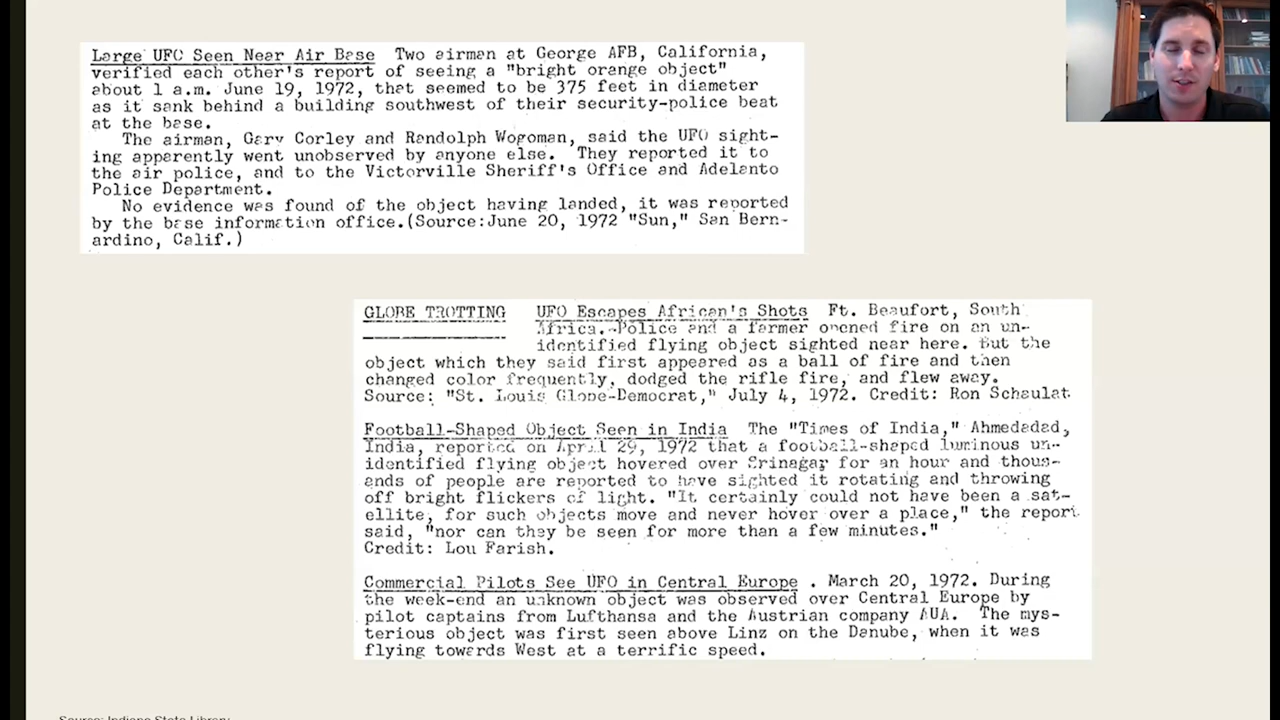 Large UFO Seen Near Air Base Two airman at George AFB, California,
verified each other's report of seeing a "bright orange object"
about 1 a.m. June 19, 1972, that seemed to be 375 feet in diameter
as it sank behind a building southwest of their security-police beat
at the base.
The airman, Gary Corley and Randolph Wogoman, said the UFO sight-
ing apparently went unobserved by anyone else. They reported it to
the air police, and to the Victorville Sheriff's Office and Adelanto
Police Department.
No evidence was found of the object having landed, it was reported
by the base information office.(Source:June 20, 1972 "Sun," San Bern-
ardino, Calif.)
GLOBE TROTTING UFO Escapes African's Shots Ft. Beaufort, South
Africa.-Police and a farmer opened fire on an un-
identified flying object sighted near here. But the
object which they said first appeared as a ball of fire and then
changed color frequently, dodged the rifle fire, and flew away.
Source: "St. Louis Globe-Democrat," July 4, 1972. Credit: Ron Schaulat
Football-Shaped Object Seen in India The "Times of India," Ahmedadad,
India, reported on April 29, 1972 that a football-shaped luminous un-
identified flying object hovered over Srinagar for an hour and thous-
ands of people are reported to have sighted it rotating and throwing
off bright flickers of light. "It certainly could not have been a sat-
ellite, for such objects move and never hover over a place," the report
said, "nor can they be seen for more than a few minutes."
Credit: Lou Farish.
Commercial Pilots See UFO in Central Europe . March 20, 1972. During
the week-end an unknown object was observed over Central Europe by
pilot captains from Lufthansa and the Austrian company AUA. The mys-
terious object was first seen above Linz on the Danube, when it was
flying towards West at a terrific speed.
Source: Indiana State Library